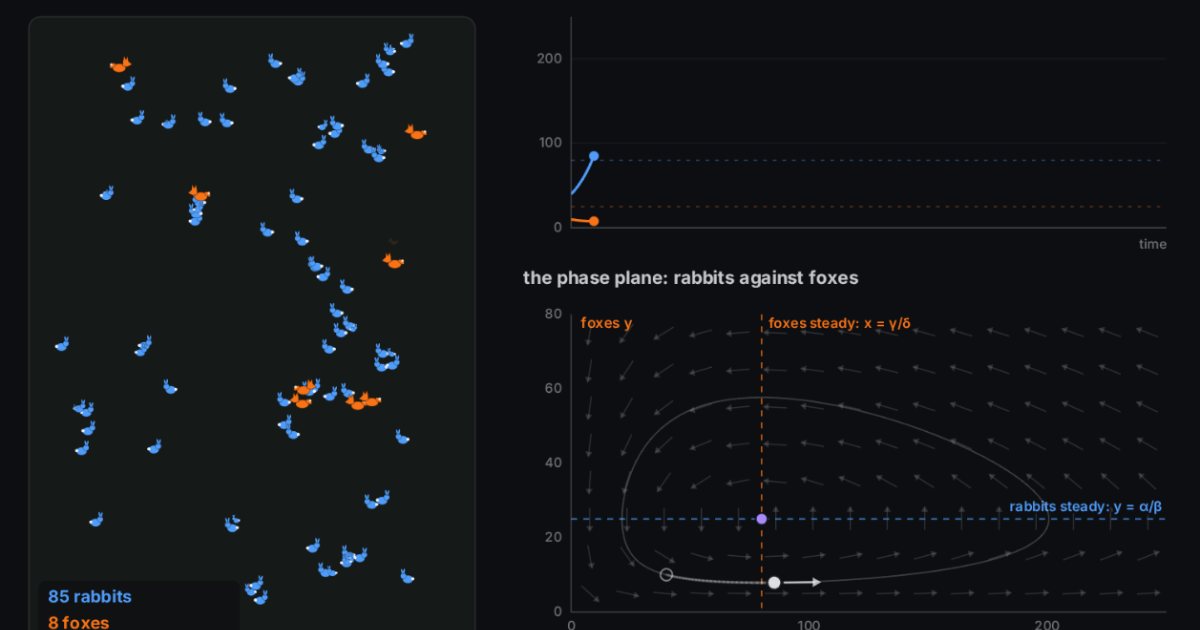 85 rabbits
8 foxes
200
100
0
time
the phase plane: rabbits against foxes
80
foxes y
foxes steady: x = γ/δ
60
40
rabbits steady: y = α/β
20
0
0
100
200